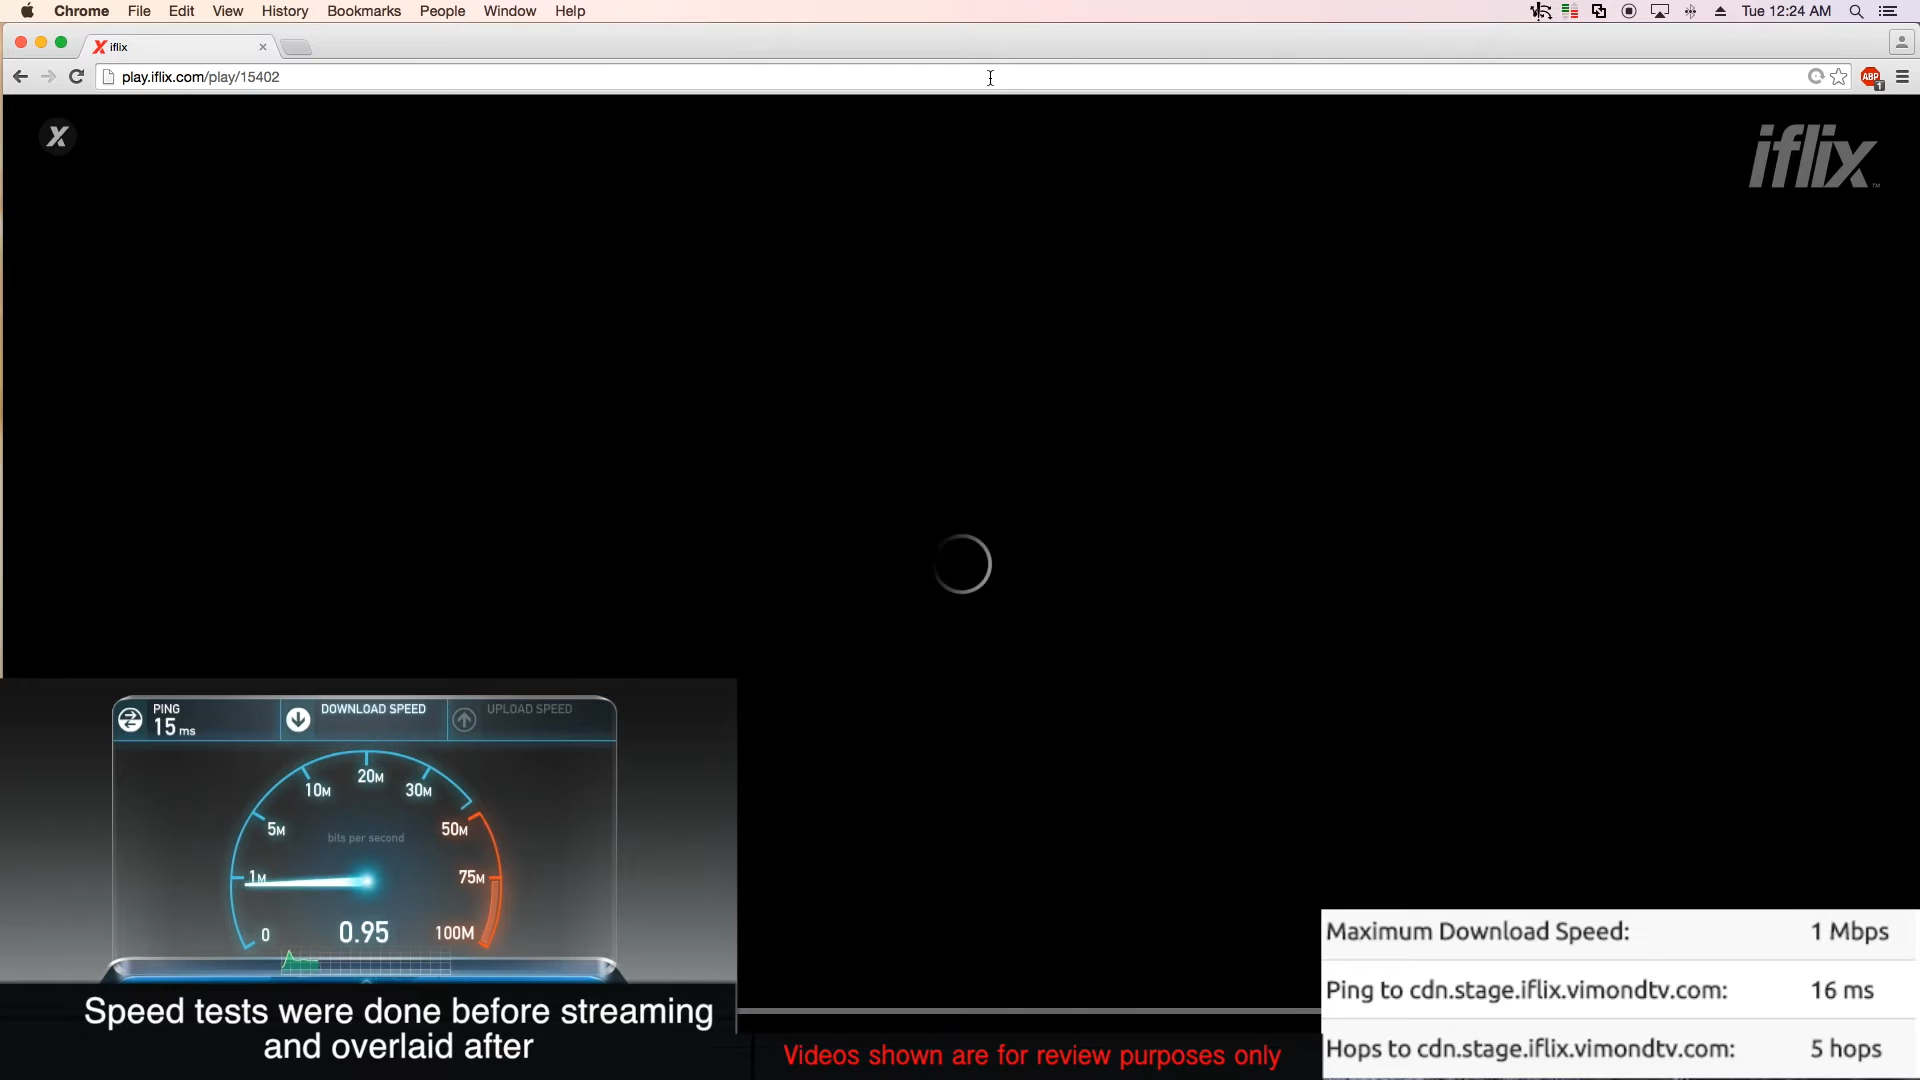 Chrome File Edit View History Bookmarks People Window Help Tue 12:24 AM
X iflix
play.iflix.com/play/15402 ABP 1
X
iflix™
PING DOWNLOAD SPEED UPLOAD SPEED
15 ms
20M
10M 30M
5M 50M
bits per second
1M 75M
0 0.95 100M
Speed tests were done before streaming
and overlaid after
Videos shown are for review purposes only
Maximum Download Speed: 1 Mbps
Ping to cdn.stage.iflix.vimondtv.com: 16 ms
Hops to cdn.stage.iflix.vimondtv.com: 5 hops